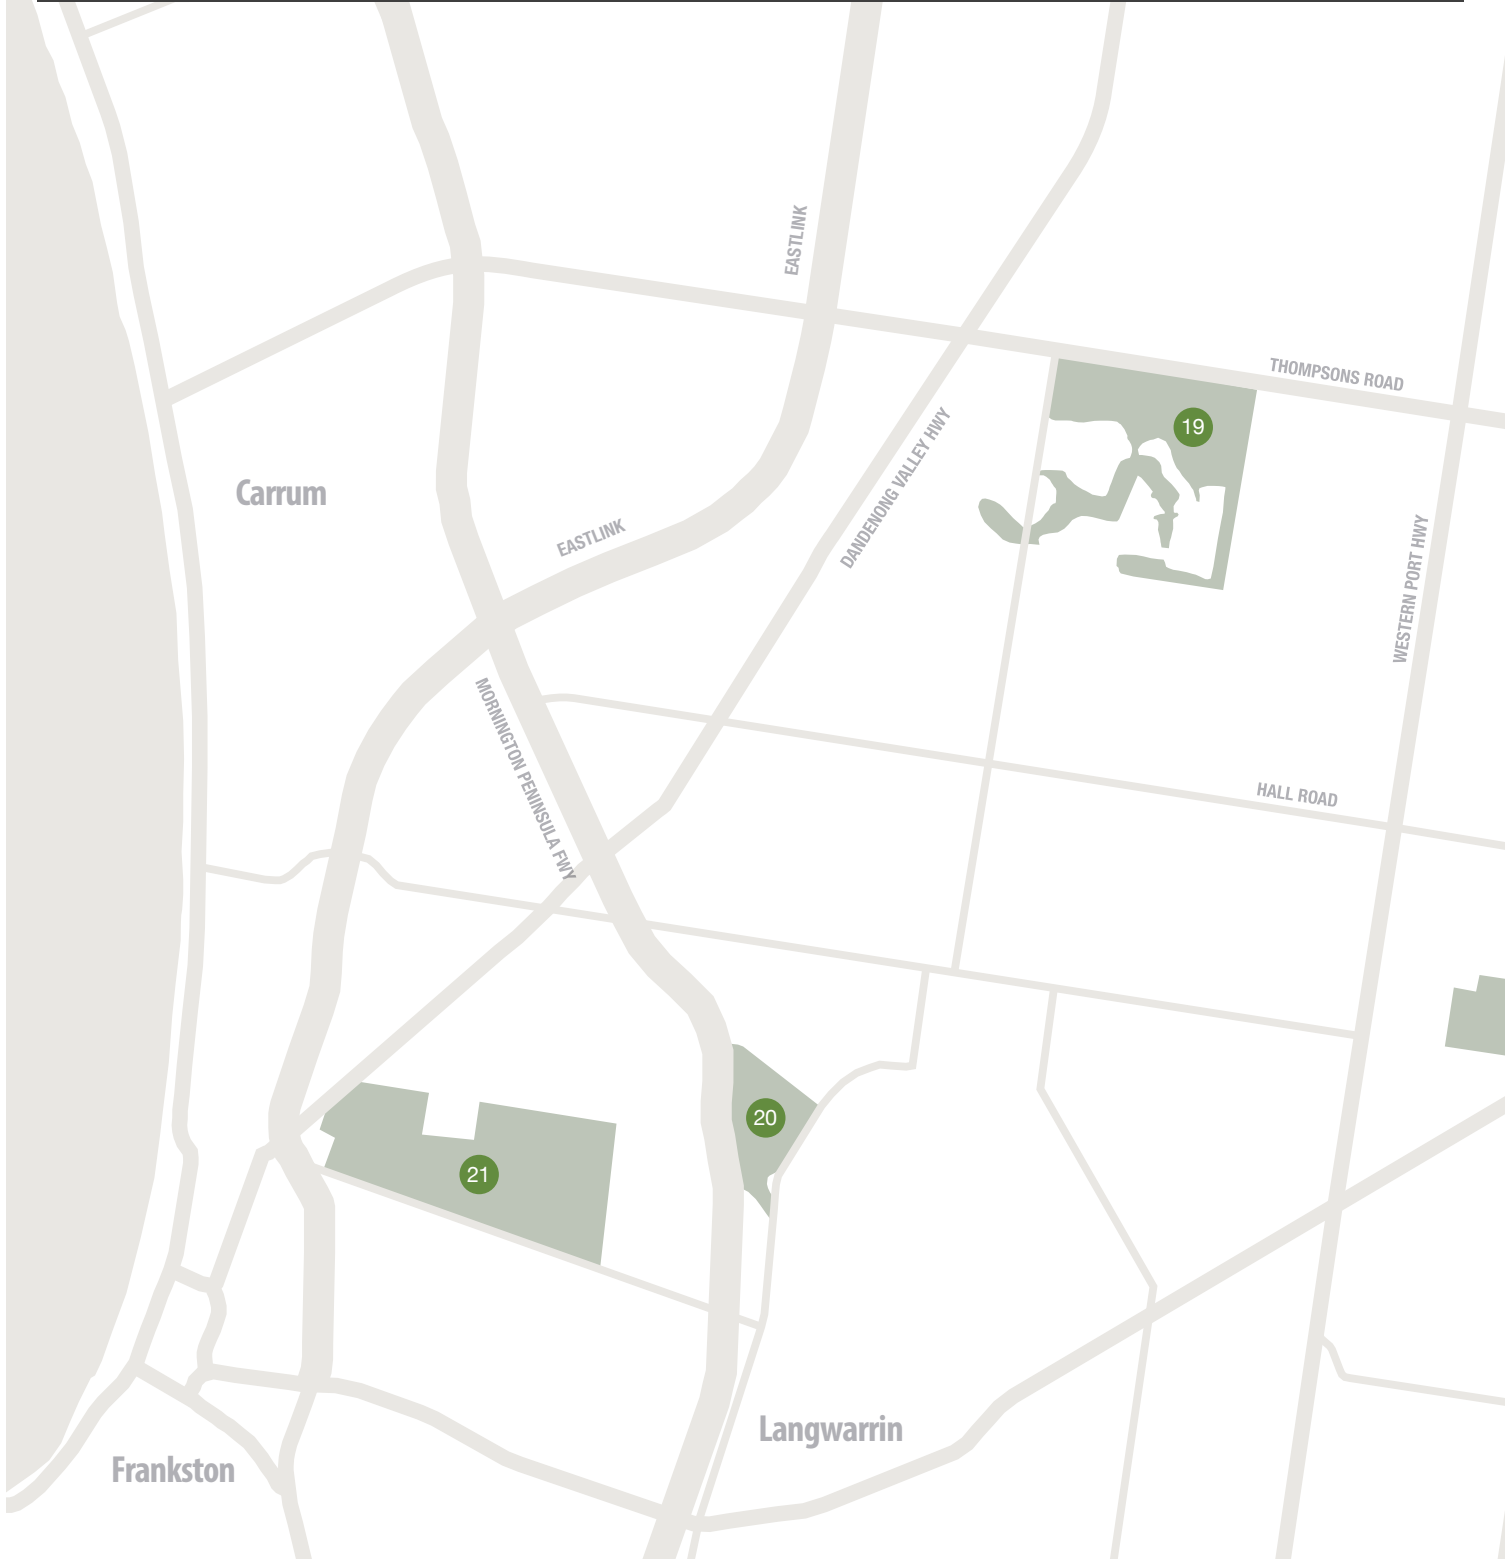 EASTLINK
THOMPSONS ROAD
19
DANDENONG VALLEY HWY
Carrum
EASTLINK
WESTERN PORT HWY
MORNINGTON PENINSULA FWY
HALL ROAD
20
21
Langwarrin
Frankston